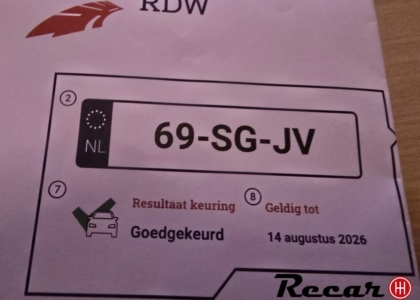 RDW
2
NL
69-SG-JV
7
Resultaat keuring
Goedgekeurd
8
Geldig tot
14 augustus 2026
Recar